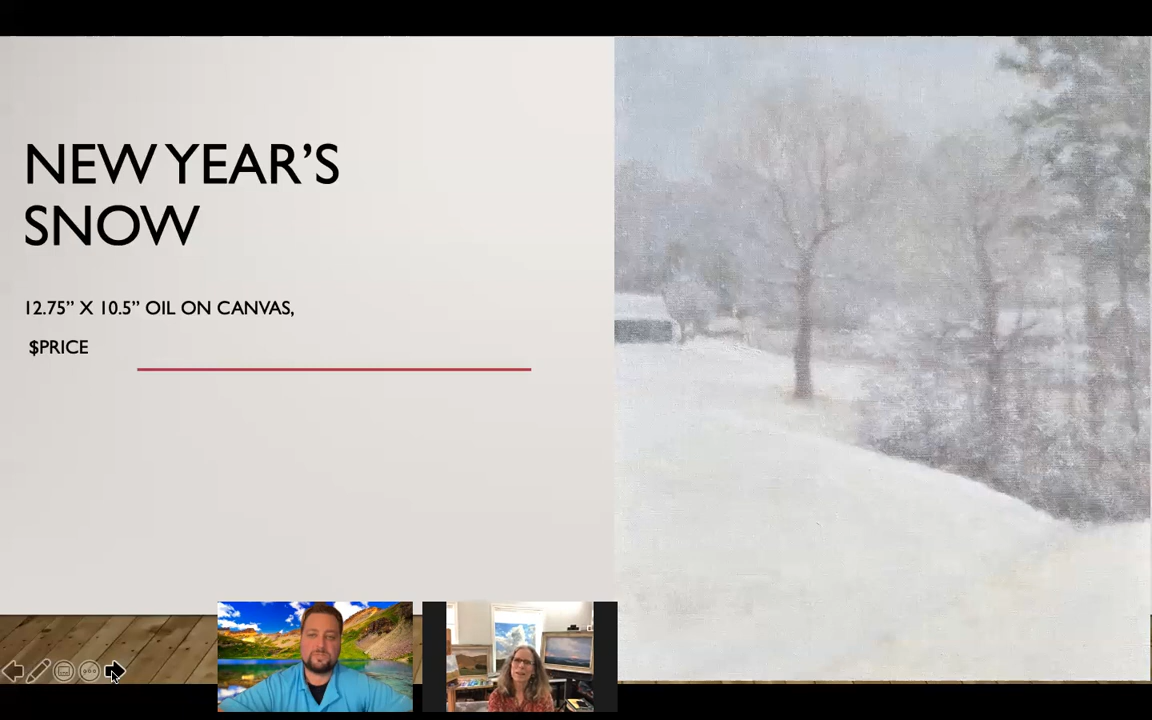 NEW YEAR’S
SNOW
12.75” X 10.5” OIL ON CANVAS,
$PRICE